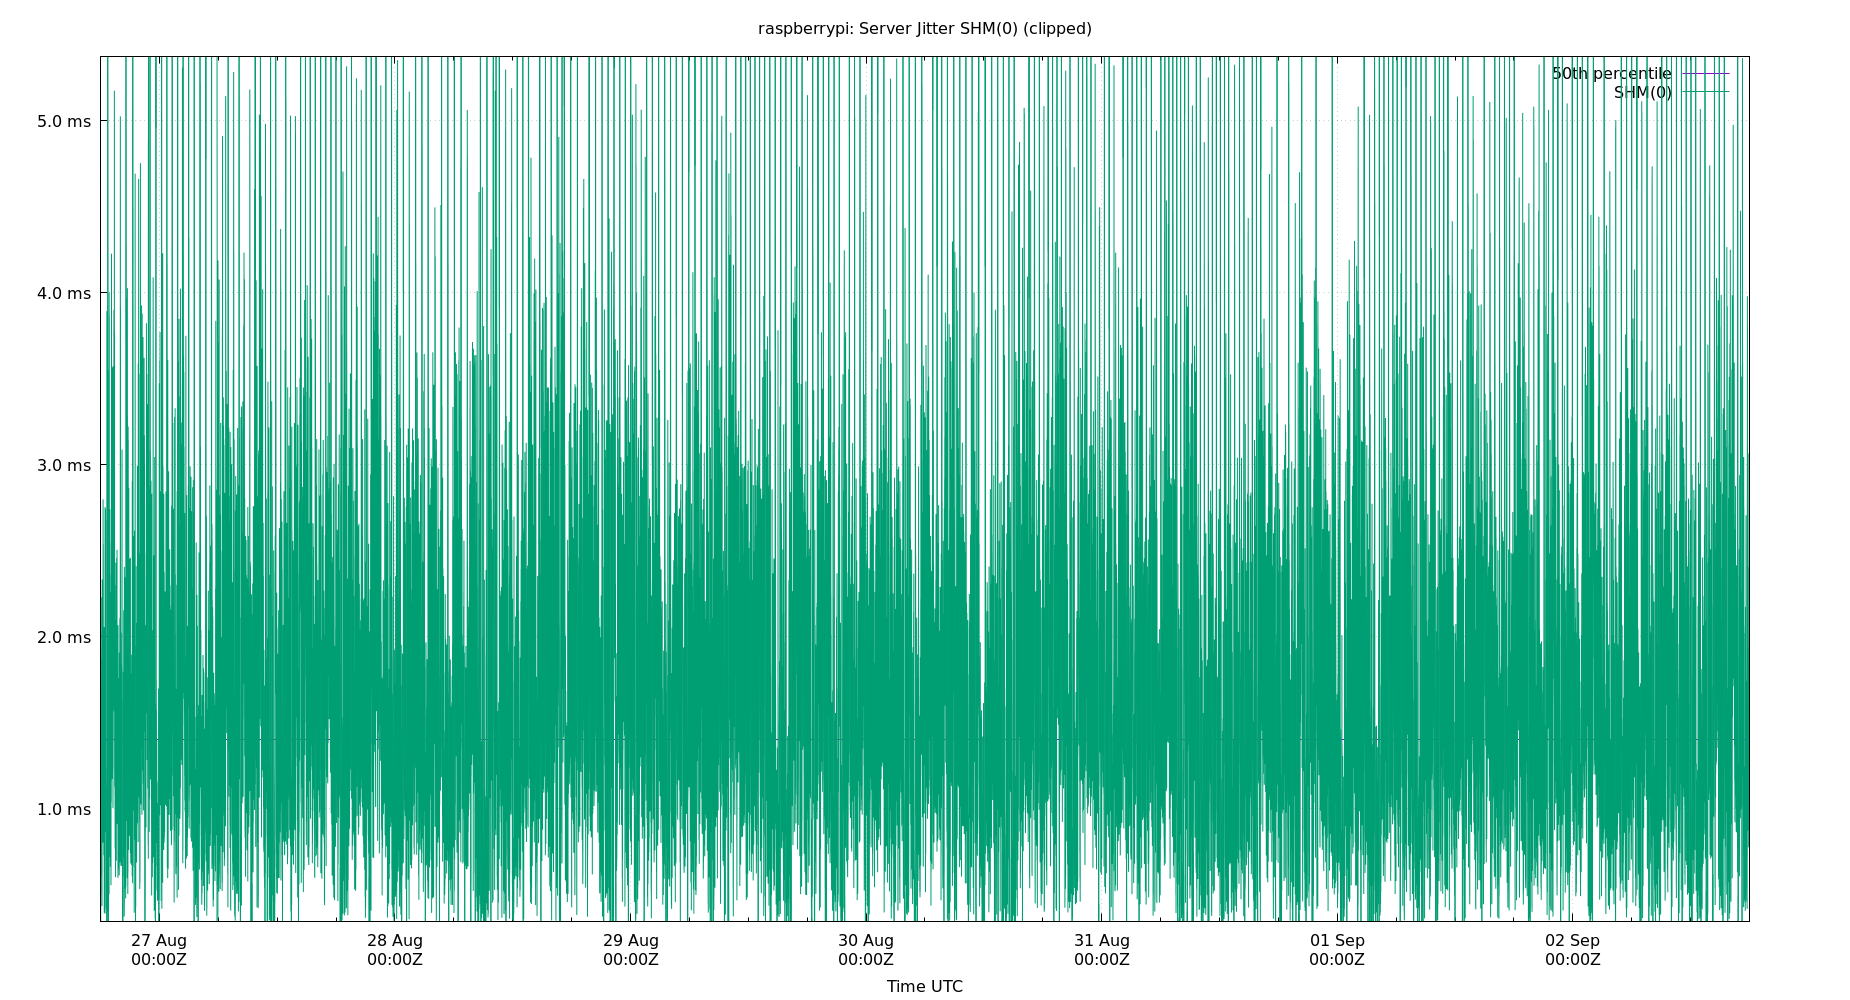 raspberrypi: Server Jitter SHM(0) (clipped)
50th percentile
SHM(0)
5.0 ms
4.0 ms
3.0 ms
2.0 ms
1.0 ms
27 Aug 28 Aug 29 Aug 30 Aug 31 Aug 01 Sep 02 Sep
00:00Z 00:00Z 00:00Z 00:00Z 00:00Z 00:00Z 00:00Z
Time UTC